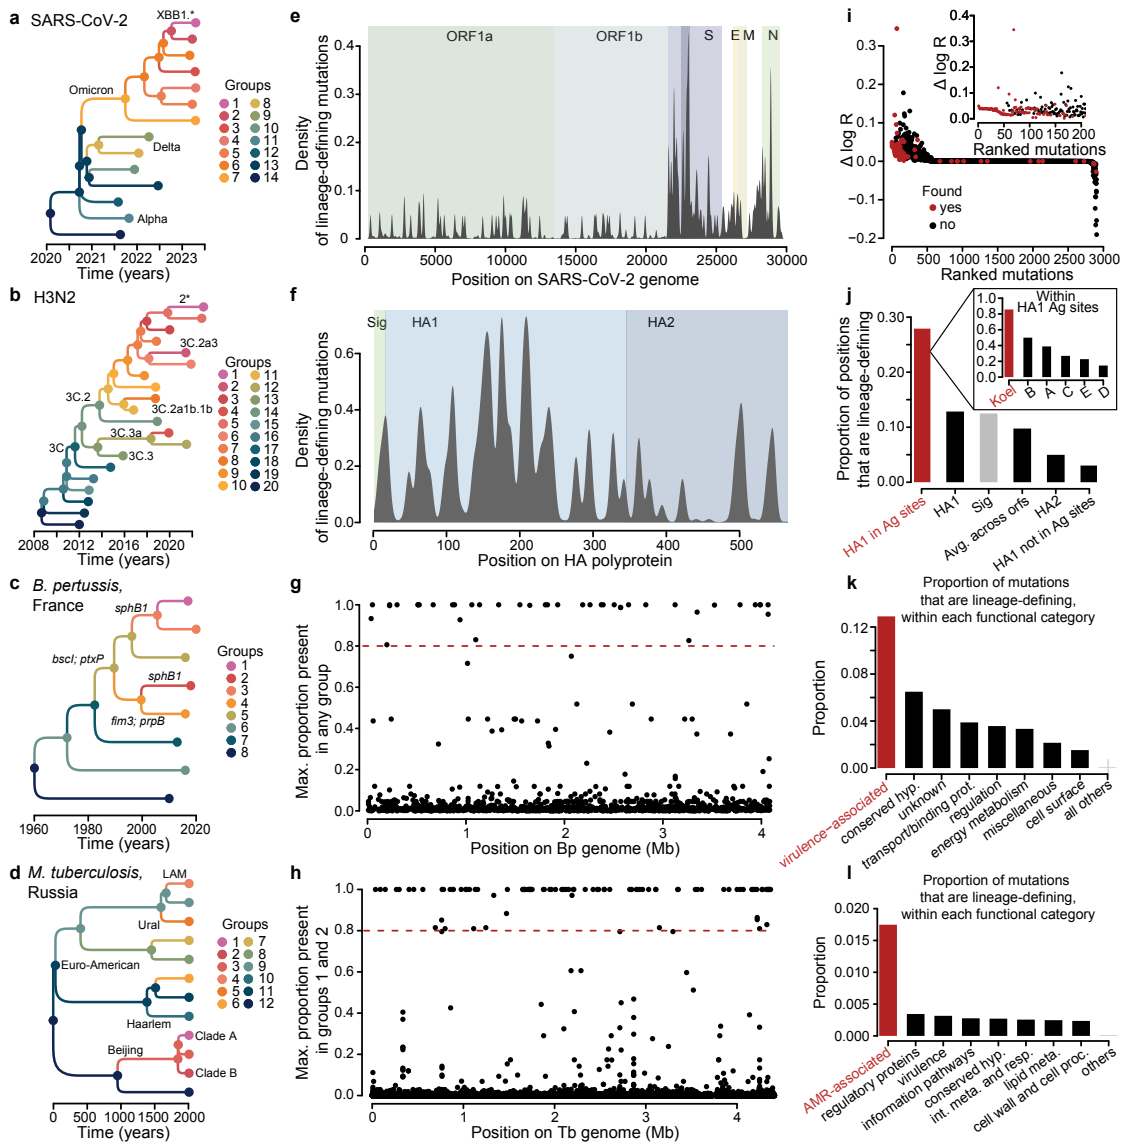 a SARS-CoV-2
XBB1.*
Omicron
Delta
Alpha
Groups
1 8
2 9
3 10
4 11
5 12
6 13
7 14
2020 2021 2022 2023
Time (years)
b H3N2
2*
3C.2a3
3C.2
3C.2a1b.1b
3C.3a
3C
3C.3
Groups
1 11
2 12
3 13
4 14
5 15
6 16
7 17
8 18
9 19
10 20
2008 2012 2016 2020
Time (years)
c B. pertussis,
France
sphB1
bscI; ptxP
sphB1
fim3; prpB
Groups
1
2
3
4
5
6
7
8
1960 1980 2000 2020
Time (years)
d M. tuberculosis,
Russia
LAM
Ural
Euro-American
Haarlem
Clade A
Beijing
Clade B
Groups
1 7
2 8
3 9
4 10
5 11
6 12
0 500 1000 2000
Time (years)
e
ORF1a ORF1b S E M N
Density
of linaege-defining mutations
0.4
0.3
0.2
0.1
0
0 5000 10000 15000 20000 25000 30000
Position on SARS-CoV-2 genome
f
Sig HA1 HA2
Density
of linaege-defining mutations
0.6
0.4
0.2
0.0
0 100 200 300 400 500
Position on HA polyprotein
g
Max. proportion present
in any group
1.0
0.8
0.6
0.4
0.2
0.0
0 1 2 3 4
Position on Bp genome (Mb)
h
Max. proportion present
in groups 1 and 2
1.0
0.8
0.6
0.4
0.2
0.0
0 1 2 3 4
Position on Tb genome (Mb)
i
Δ log R
0.3
0.2
0.1
0.0
−0.1
−0.2
Found
yes
no
0 1000 2000 3000
Ranked mutations
Δ log R
0.4
0.3
0.2
0.1
0.0
0 50 100 150 200
Ranked mutations
j
Proportion of positions
that are lineage-defining
0.30
0.20
0.10
0.00
HA1 in Ag sites
HA1
Sig
Avg. across orfs
HA2
HA1 not in Ag sites
Within
HA1 Ag sites
1.0
0.8
0.6
0.4
0.2
0.0
Koel
B
A
C
E
D
k
Proportion of mutations
that are lineage-defining,
within each functional category
Proportion
0.12
0.08
0.04
0.00
virulence−associated
conserved hyp.
unknown
transport/binding prot.
regulation
energy metabolism
miscellaneous
cell surface
all others
l
Proportion of mutations
that are lineage-defining,
within each functional category
Proportion
0.020
0.015
0.010
0.005
0.000
AMR-associated
regulatory proteins
virulence
information pathways
conserved hyp.
int. meta. and resp.
lipid meta.
cell wall and cell proc.
others